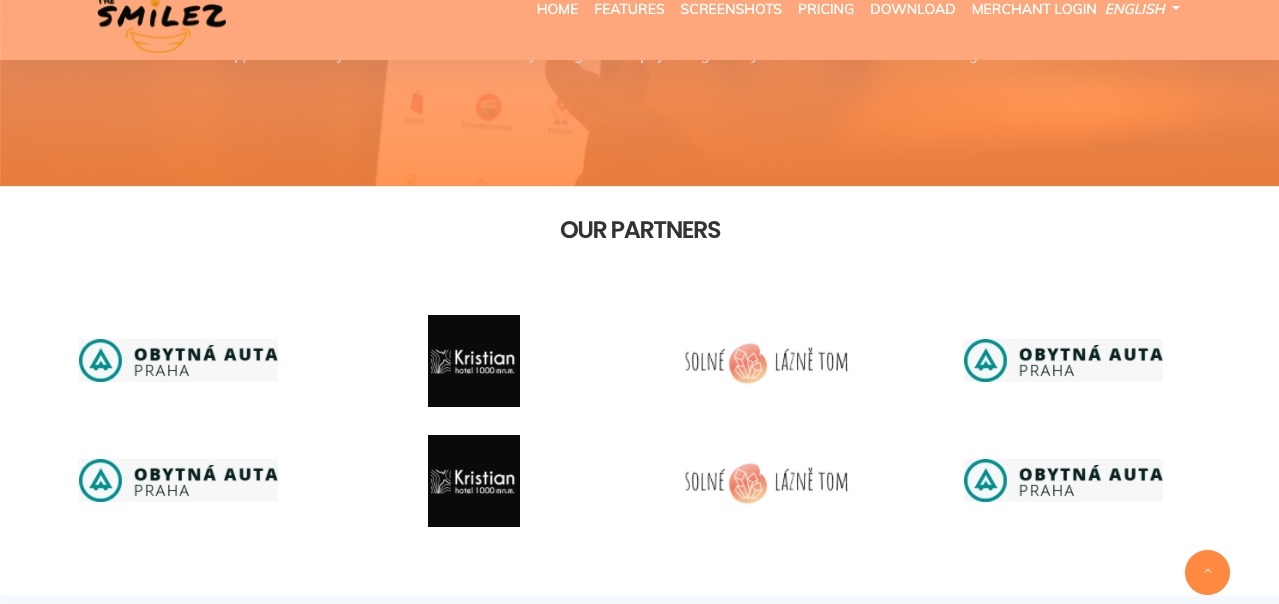 THE
SMILEZ
HOME FEATURES SCREENSHOTS PRICING DOWNLOAD MERCHANT LOGIN ENGLISH
OUR PARTNERS
OBYTNÁ AUTA
PRAHA
Kristian
hotel 1000 m n.m.
SOLNÉ LÁZNĚ TOM
OBYTNÁ AUTA
PRAHA
OBYTNÁ AUTA
PRAHA
Kristian
hotel 1000 m n.m.
SOLNÉ LÁZNĚ TOM
OBYTNÁ AUTA
PRAHA